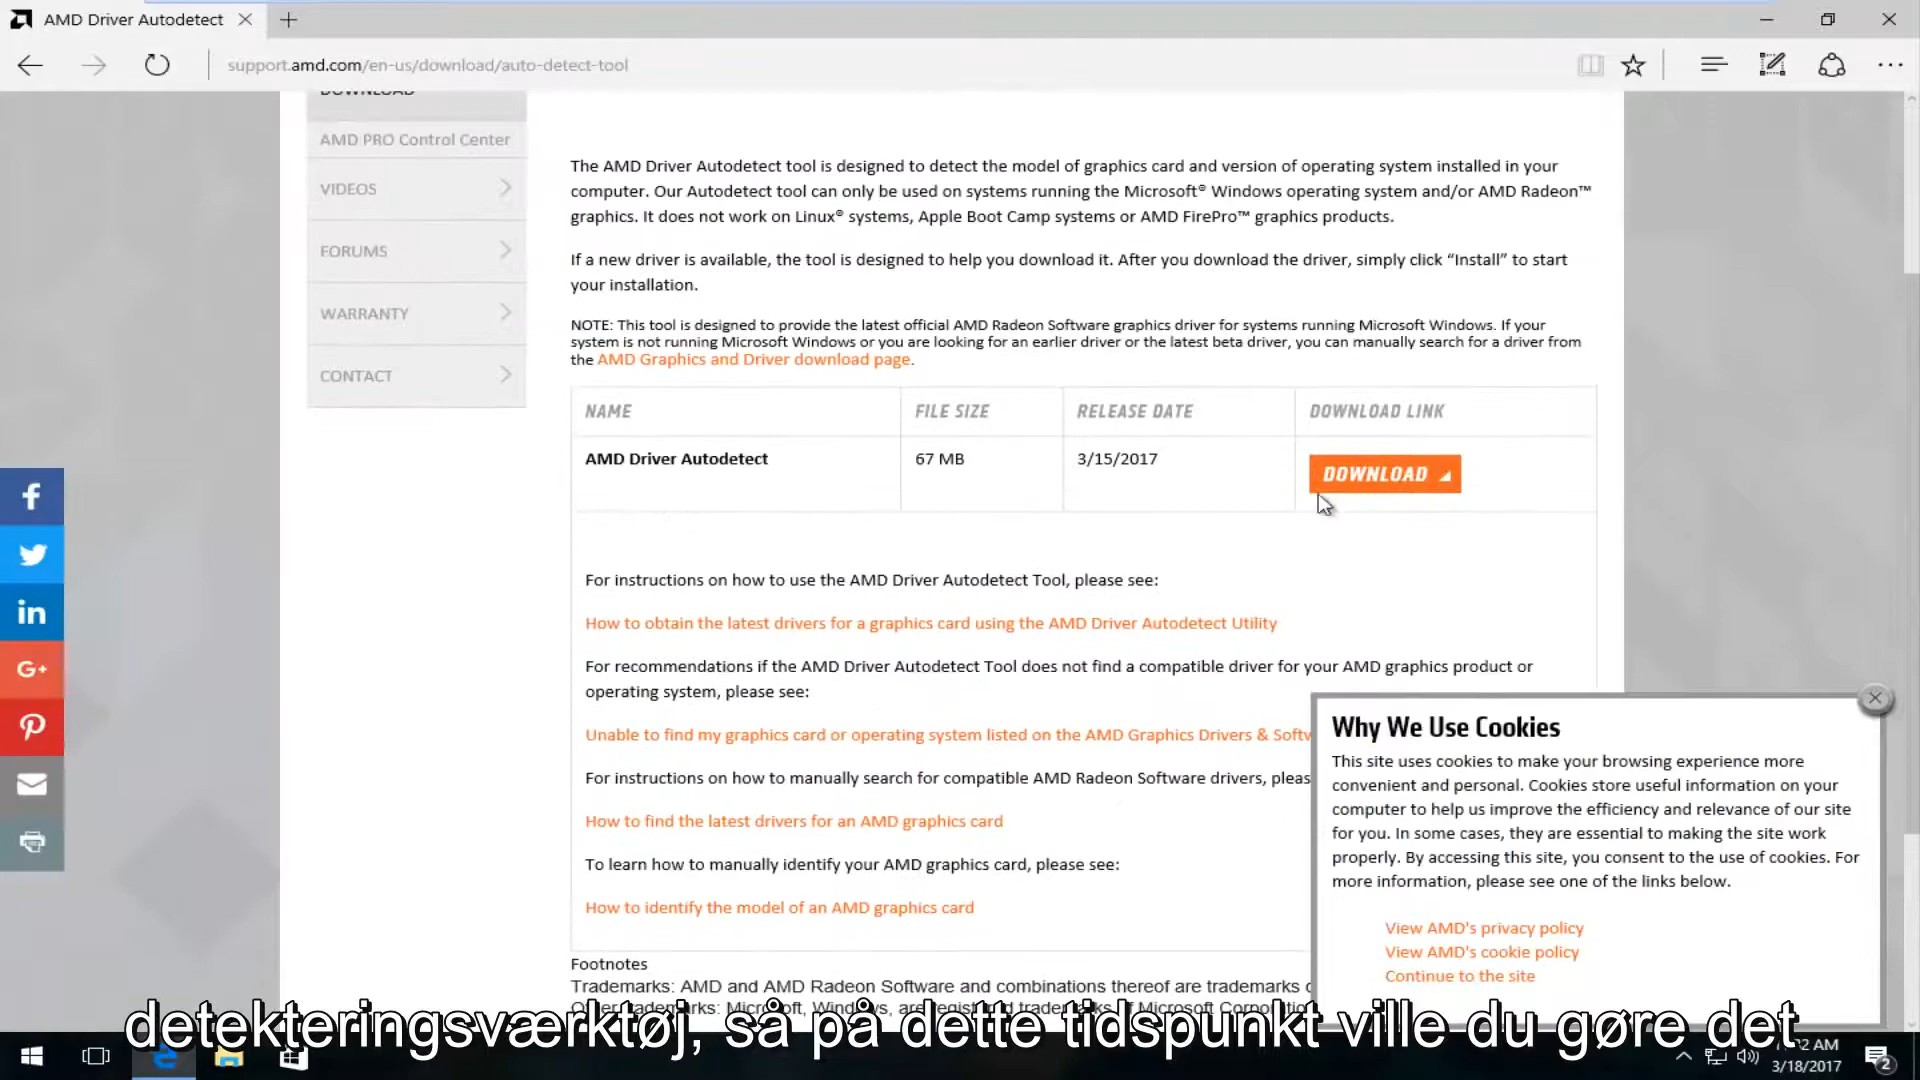 AMD Driver Autodetect
support.amd.com/en-us/download/auto-detect-tool
DOWNLOAD
AMD PRO Control Center
VIDEOS
FORUMS
WARRANTY
CONTACT
The AMD Driver Autodetect tool is designed to detect the model of graphics card and version of operating system installed in your
computer. Our Autodetect tool can only be used on systems running the Microsoft® Windows operating system and/or AMD Radeon™
graphics. It does not work on Linux® systems, Apple Boot Camp systems or AMD FirePro™ graphics products.
If a new driver is available, the tool is designed to help you download it. After you download the driver, simply click “Install” to start
your installation.
NOTE: This tool is designed to provide the latest official AMD Radeon Software graphics driver for systems running Microsoft Windows. If your
system is not running Microsoft Windows or you are looking for an earlier driver or the latest beta driver, you can manually search for a driver from
the AMD Graphics and Driver download page.
NAME FILE SIZE RELEASE DATE DOWNLOAD LINK
AMD Driver Autodetect 67 MB 3/15/2017 DOWNLOAD
For instructions on how to use the AMD Driver Autodetect Tool, please see:
How to obtain the latest drivers for a graphics card using the AMD Driver Autodetect Utility
For recommendations if the AMD Driver Autodetect Tool does not find a compatible driver for your AMD graphics product or
operating system, please see:
Unable to find my graphics card or operating system listed on the AMD Graphics Drivers & Softw
For instructions on how to manually search for compatible AMD Radeon Software drivers, pleas
How to find the latest drivers for an AMD graphics card
To learn how to manually identify your AMD graphics card, please see:
How to identify the model of an AMD graphics card
Footnotes
Trademarks: AMD and AMD Radeon Software and combinations thereof are trademarks o
Other trademarks: Microsoft, Windows, are registered trademarks of Microsoft Corporation
Why We Use Cookies
This site uses cookies to make your browsing experience more
convenient and personal. Cookies store useful information on your
computer to help us improve the efficiency and relevance of our site
for you. In some cases, they are essential to making the site work
properly. By accessing this site, you consent to the use of cookies. For
more information, please see one of the links below.
View AMD's privacy policy
View AMD's cookie policy
Continue to the site
detekteringsværktøj, så på dette tidspunkt ville du gøre det
AM
3/18/2017
2